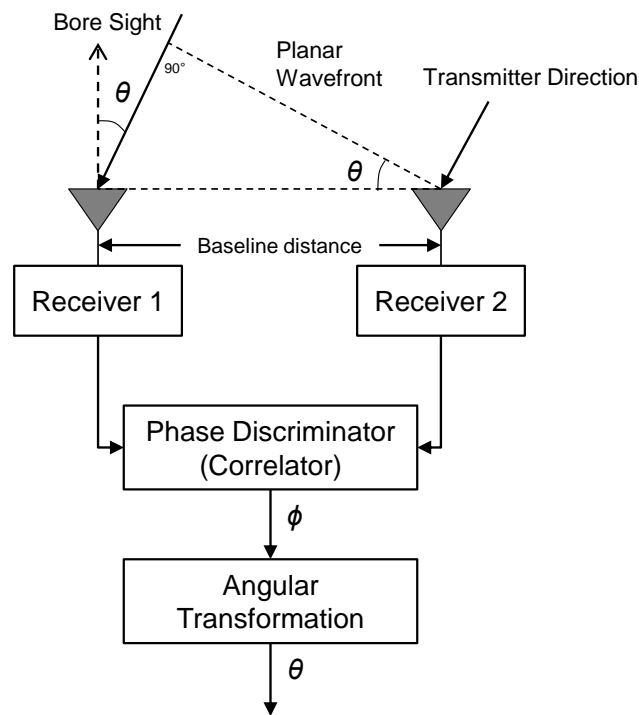 Bore Sight
θ
90°
Planar
Wavefront
Transmitter Direction
θ
Baseline distance
Receiver 1
Receiver 2
Phase Discriminator
(Correlator)
ϕ
Angular
Transformation
θ